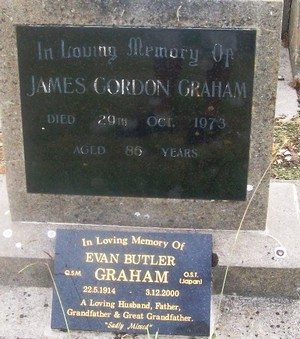 In Loving Memory Of
JAMES GORDON GRAHAM
DIED 29TH OCT. 1973
AGED 86 YEARS
In Loving Memory Of
EVAN BUTLER
Q.S.M GRAHAM O.S.t (Japan)
22.5.1914 - 3.12.2000
A Loving Husband, Father,
Grandfather & Great Grandfather.
"Sadly Missed"